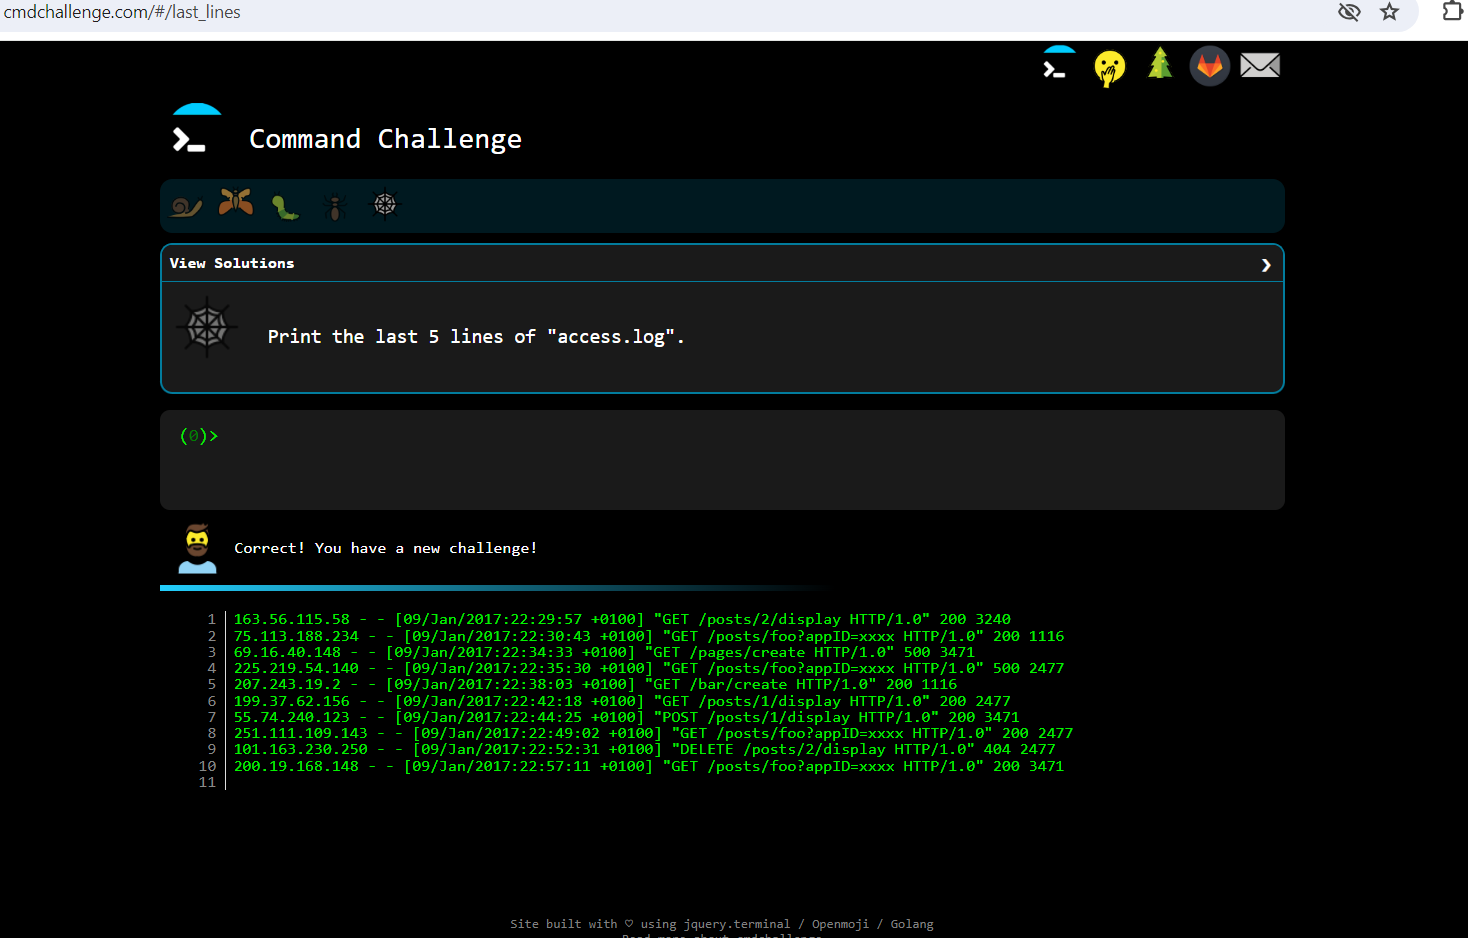 cmdchallenge.com/#/last_lines
Command Challenge
View Solutions
Print the last 5 lines of "access.log".
(0)>
Correct! You have a new challenge!
1 163.56.115.58 - - [09/Jan/2017:22:29:57 +0100] "GET /posts/2/display HTTP/1.0" 200 3240
2 75.113.188.234 - - [09/Jan/2017:22:30:43 +0100] "GET /posts/foo?appID=xxxx HTTP/1.0" 200 1116
3 69.16.40.148 - - [09/Jan/2017:22:34:33 +0100] "GET /pages/create HTTP/1.0" 500 3471
4 225.219.54.140 - - [09/Jan/2017:22:35:30 +0100] "GET /posts/foo?appID=xxxx HTTP/1.0" 500 2477
5 207.243.19.2 - - [09/Jan/2017:22:38:03 +0100] "GET /bar/create HTTP/1.0" 200 1116
6 199.37.62.156 - - [09/Jan/2017:22:42:18 +0100] "GET /posts/1/display HTTP/1.0" 200 2477
7 55.74.240.123 - - [09/Jan/2017:22:44:25 +0100] "POST /posts/1/display HTTP/1.0" 200 3471
8 251.111.109.143 - - [09/Jan/2017:22:49:02 +0100] "GET /posts/foo?appID=xxxx HTTP/1.0" 200 2477
9 101.163.230.250 - - [09/Jan/2017:22:52:31 +0100] "DELETE /posts/2/display HTTP/1.0" 404 2477
10 200.19.168.148 - - [09/Jan/2017:22:57:11 +0100] "GET /posts/foo?appID=xxxx HTTP/1.0" 200 3471
11
Site built with ♡ using jquery.terminal / Openmoji / Golang
Read more about cmdchallenge